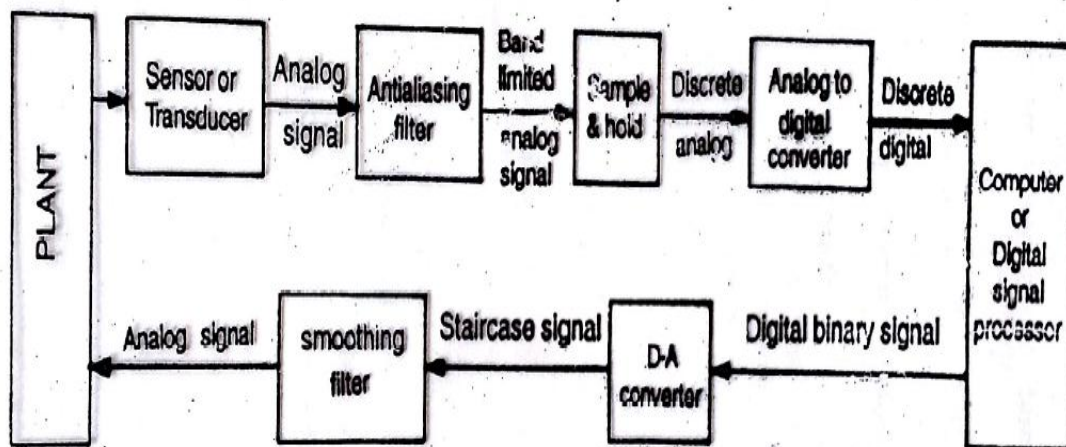 PLANT
Sensor or
Transducer
Analog
signal
Antialiasing
filter
Band
limited
analog
signal
Sample
& hold
Discrete
analog
Analog to
digital
converter
Discrete
digital
Computer
or
Digital
signal
processor
Digital binary signal
D-A
converter
Staircase signal
smoothing
filter
Analog signal